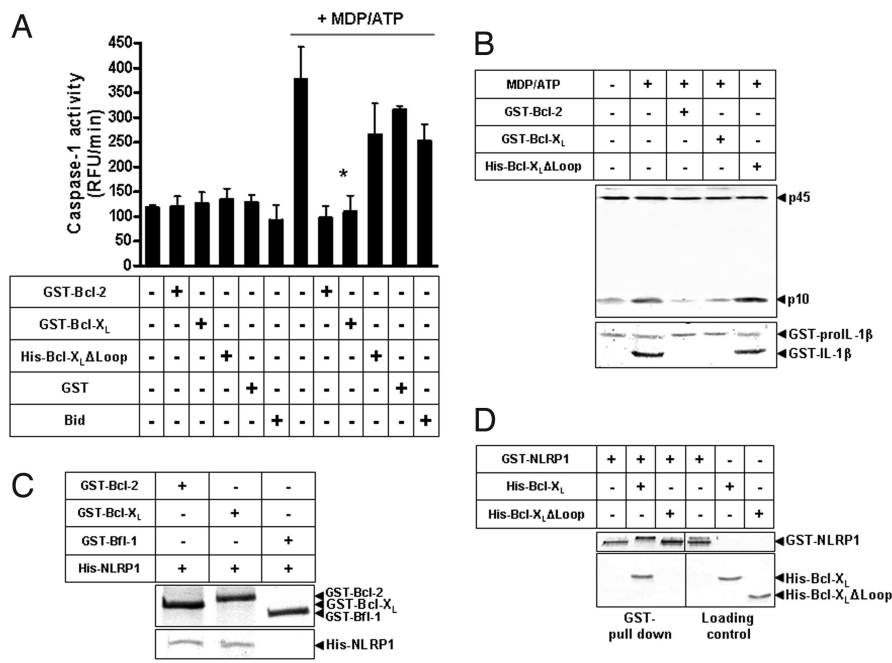 A
+ MDP/ATP
Caspase-1 activity
(RFU/min)
450
400
350
300
250
200
150
100
50
0
*
GST-Bcl-2 - + - - - - - + - - - -
GST-Bcl-XL - - + - - - - - + - - -
His-Bcl-XLΔLoop - - - + - - - - - + - -
GST - - - - + - - - - - + -
Bid - - - - - + - - - - - +
B
MDP/ATP - + + + +
GST-Bcl-2 - - + - -
GST-Bcl-XL - - - + -
His-Bcl-XLΔLoop - - - - +
p45
p10
GST-proIL-1β
GST-IL-1β
C
GST-Bcl-2 + - -
GST-Bcl-XL - + -
GST-Bfl-1 - - +
His-NLRP1 + + +
GST-Bcl-2
GST-Bcl-XL
GST-Bfl-1
His-NLRP1
D
GST-NLRP1 + + + + - -
His-Bcl-XL - + - - + -
His-Bcl-XLΔLoop - - + - - +
GST-NLRP1
His-Bcl-XL
His-Bcl-XLΔLoop
GST-
pull down
Loading
control